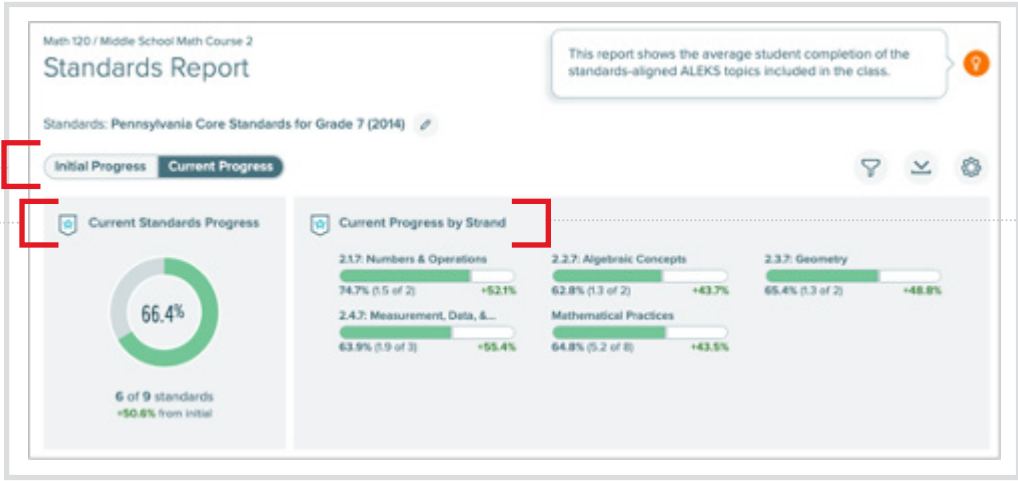 Math 120 / Middle School Math Course 2
Standards Report
This report shows the average student completion of the
standards-aligned ALEKS topics included in the class.
Standards: Pennsylvania Core Standards for Grade 7 (2014)
Initial Progress Current Progress
Current Standards Progress
66.4%
6 of 9 standards
+50.6% from initial
Current Progress by Strand
2.1.7: Numbers & Operations
74.7% (1.5 of 2) +52.1%
2.2.7: Algebraic Concepts
62.8% (1.3 of 2) +43.7%
2.3.7: Geometry
65.4% (1.3 of 2) +48.8%
2.4.7: Measurement, Data, &...
63.9% (1.9 of 3) +55.4%
Mathematical Practices
64.8% (5.2 of 8) +43.5%